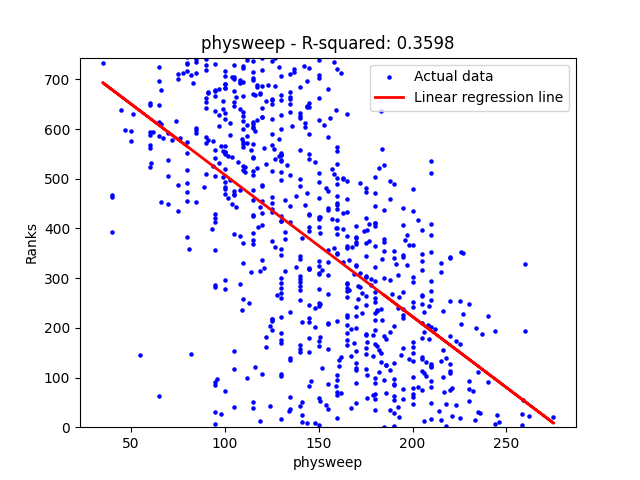 physweep - R-squared: 0.3598
Actual data
Linear regression line
700
600
500
400
300
200
100
0
Ranks
50
100
150
200
250
physweep